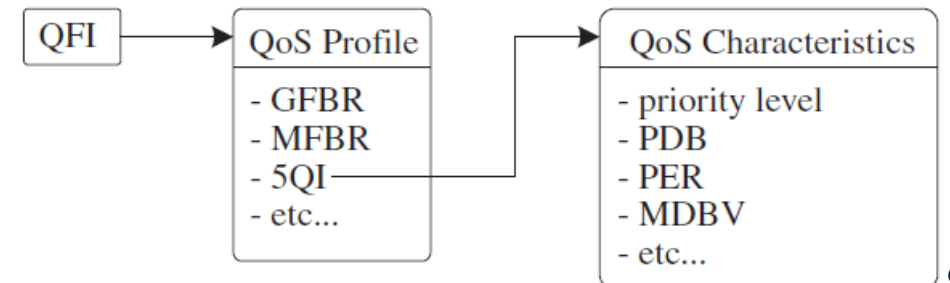 QFI
QoS Profile
- GFBR
- MFBR
- 5QI
- etc...
QoS Characteristics
- priority level
- PDB
- PER
- MDBV
- etc...